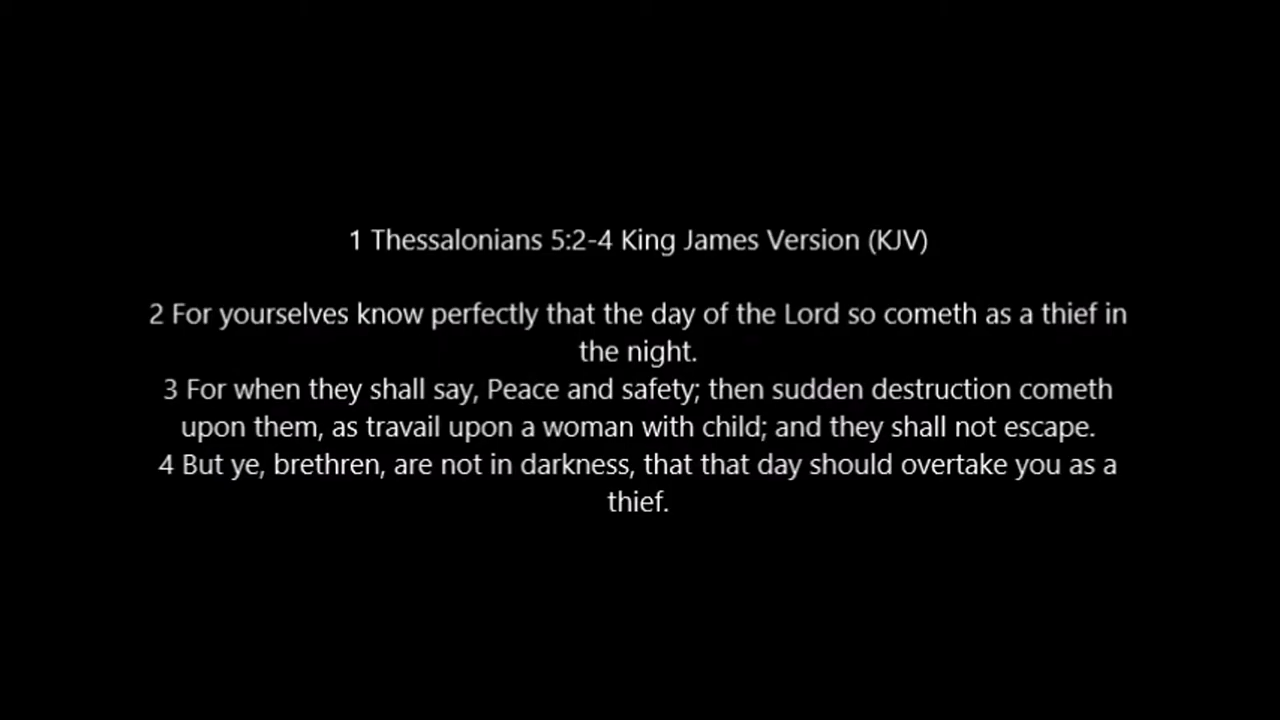 1 Thessalonians 5:2-4 King James Version (KJV)
2 For yourselves know perfectly that the day of the Lord so cometh as a thief in
the night.
3 For when they shall say, Peace and safety; then sudden destruction cometh
upon them, as travail upon a woman with child; and they shall not escape.
4 But ye, brethren, are not in darkness, that that day should overtake you as a
thief.